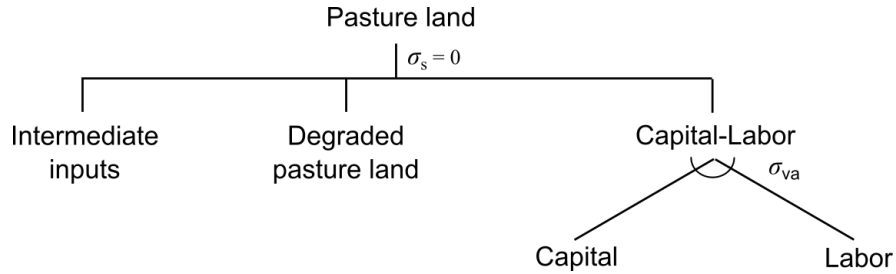 Pasture land
σs = 0
Intermediate
inputs
Degraded
pasture land
Capital-Labor
σva
Capital
Labor